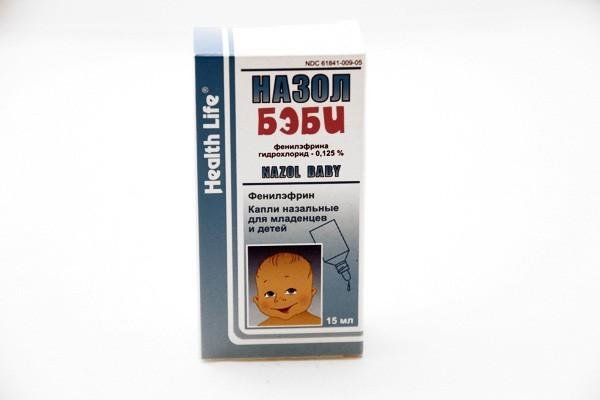 NDC 61841-009-05
Health Life®
НАЗОЛ
БЭБИ
фенилэфрина
гидрохлорид - 0,125 %
NAZOL BABY
Фенилэфрин
Капли назальные
для младенцев
и детей
15 мл